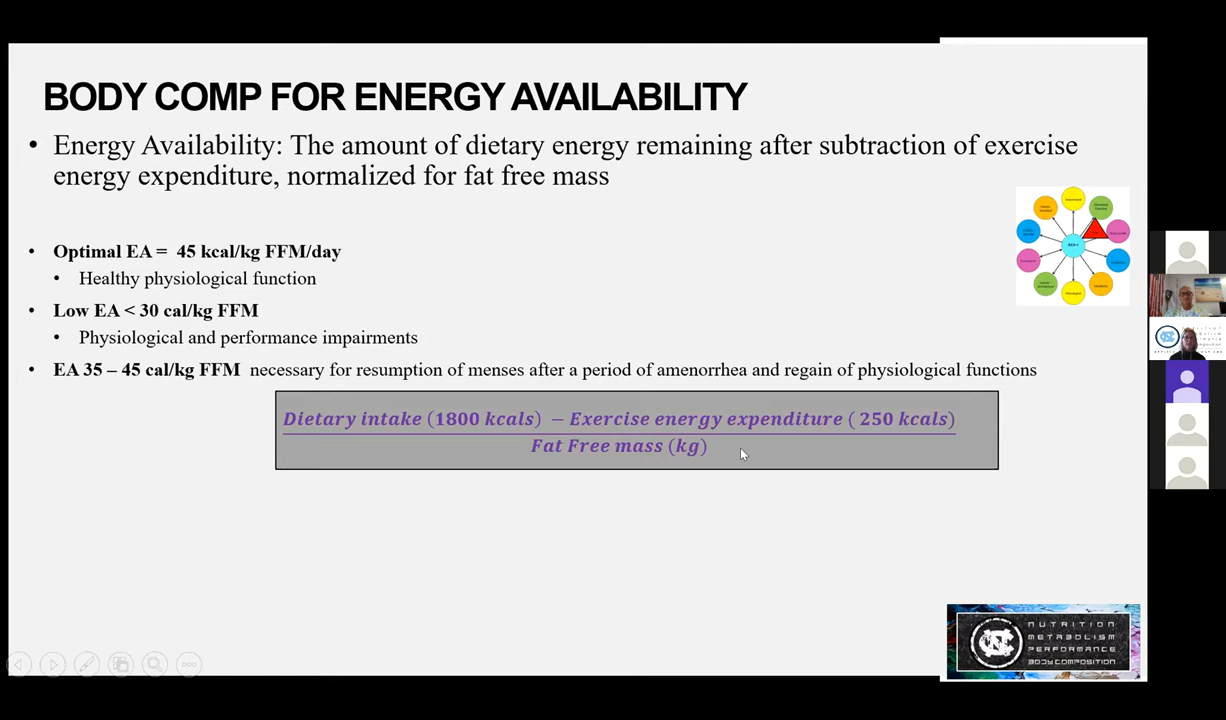 BODY COMP FOR ENERGY AVAILABILITY
• Energy Availability: The amount of dietary energy remaining after subtraction of exercise
energy expenditure, normalized for fat free mass
• Optimal EA = 45 kcal/kg FFM/day
• Healthy physiological function
• Low EA < 30 cal/kg FFM
• Physiological and performance impairments
• EA 35 – 45 cal/kg FFM necessary for resumption of menses after a period of amenorrhea and regain of physiological functions
Dietary intake (1800 kcals) − Exercise energy expenditure ( 250 kcals)
Fat Free mass (kg)
NUTRITION
METABOLISM
PERFORMANCE
BODY COMPOSITION